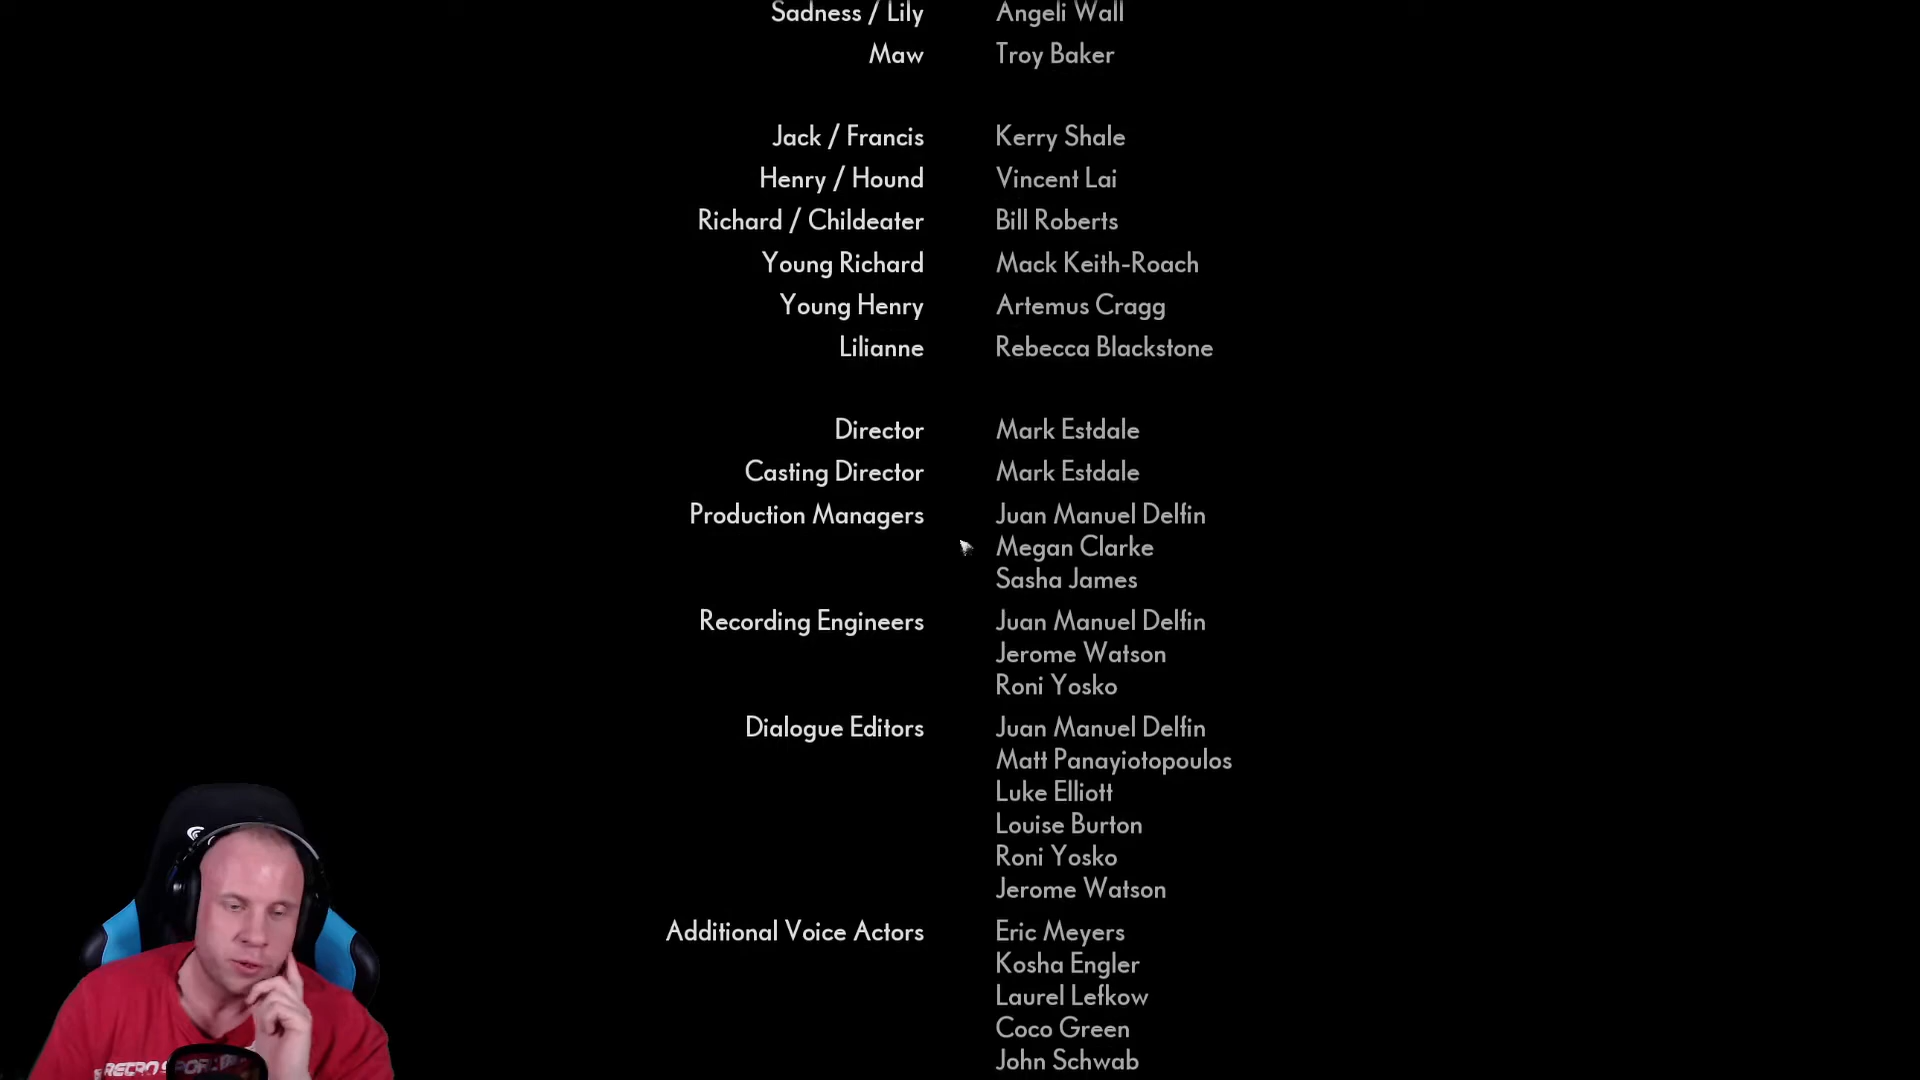 Sadness / Lily Angeli Wall
Maw Troy Baker
Jack / Francis Kerry Shale
Henry / Hound Vincent Lai
Richard / Childeater Bill Roberts
Young Richard Mack Keith-Roach
Young Henry Artemus Cragg
Lilianne Rebecca Blackstone
Director Mark Estdale
Casting Director Mark Estdale
Production Managers Juan Manuel Delfin
Megan Clarke
Sasha James
Recording Engineers Juan Manuel Delfin
Jerome Watson
Roni Yosko
Dialogue Editors Juan Manuel Delfin
Matt Panayiotopoulos
Luke Elliott
Louise Burton
Roni Yosko
Jerome Watson
Additional Voice Actors Eric Meyers
Kosha Engler
Laurel Lefkow
Coco Green
John Schwab
RETRO